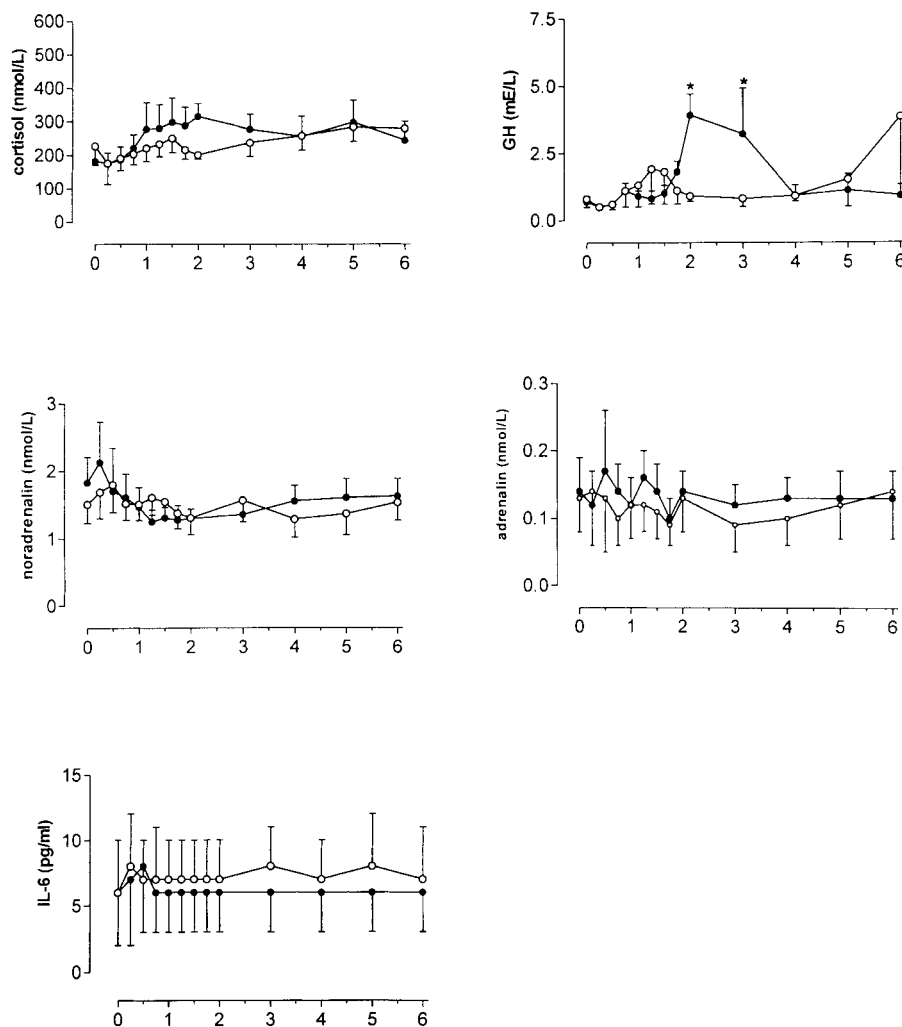 cortisol (nmol/L)
600
500
400
300
200
100
0
0 1 2 3 4 5 6
GH (mE/L)
7.5
5.0
2.5
0.0
* *
0 1 2 3 4 5 6
noradrenalin (nmol/L)
3
2
1
0
0 1 2 3 4 5 6
adrenalin (nmol/L)
0.3
0.2
0.1
0.0
0 1 2 3 4 5 6
IL-6 (pg/ml)
15
10
5
0
0 1 2 3 4 5 6